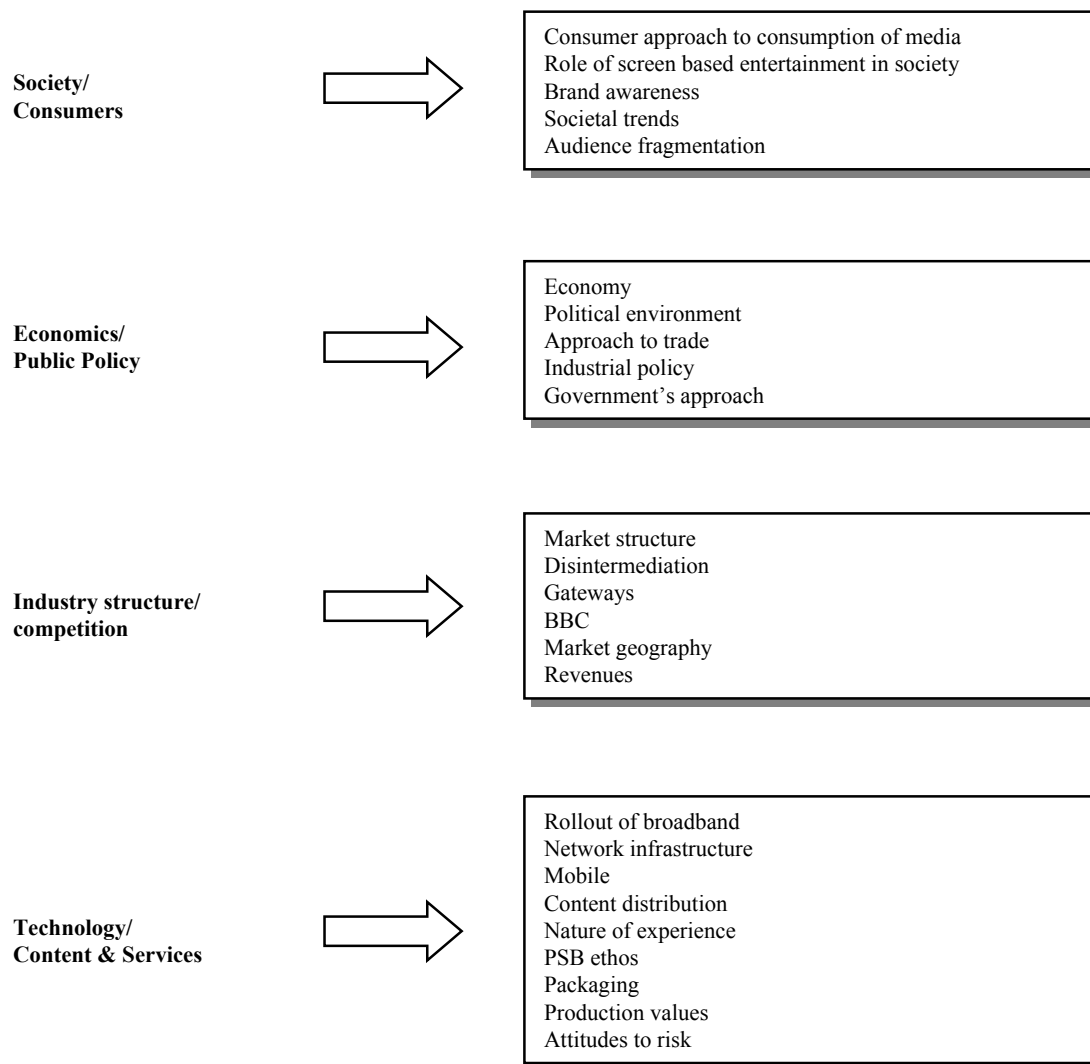 Society/
Consumers
Consumer approach to consumption of media
Role of screen based entertainment in society
Brand awareness
Societal trends
Audience fragmentation
Economics/
Public Policy
Economy
Political environment
Approach to trade
Industrial policy
Government’s approach
Industry structure/
competition
Market structure
Disintermediation
Gateways
BBC
Market geography
Revenues
Technology/
Content & Services
Rollout of broadband
Network infrastructure
Mobile
Content distribution
Nature of experience
PSB ethos
Packaging
Production values
Attitudes to risk